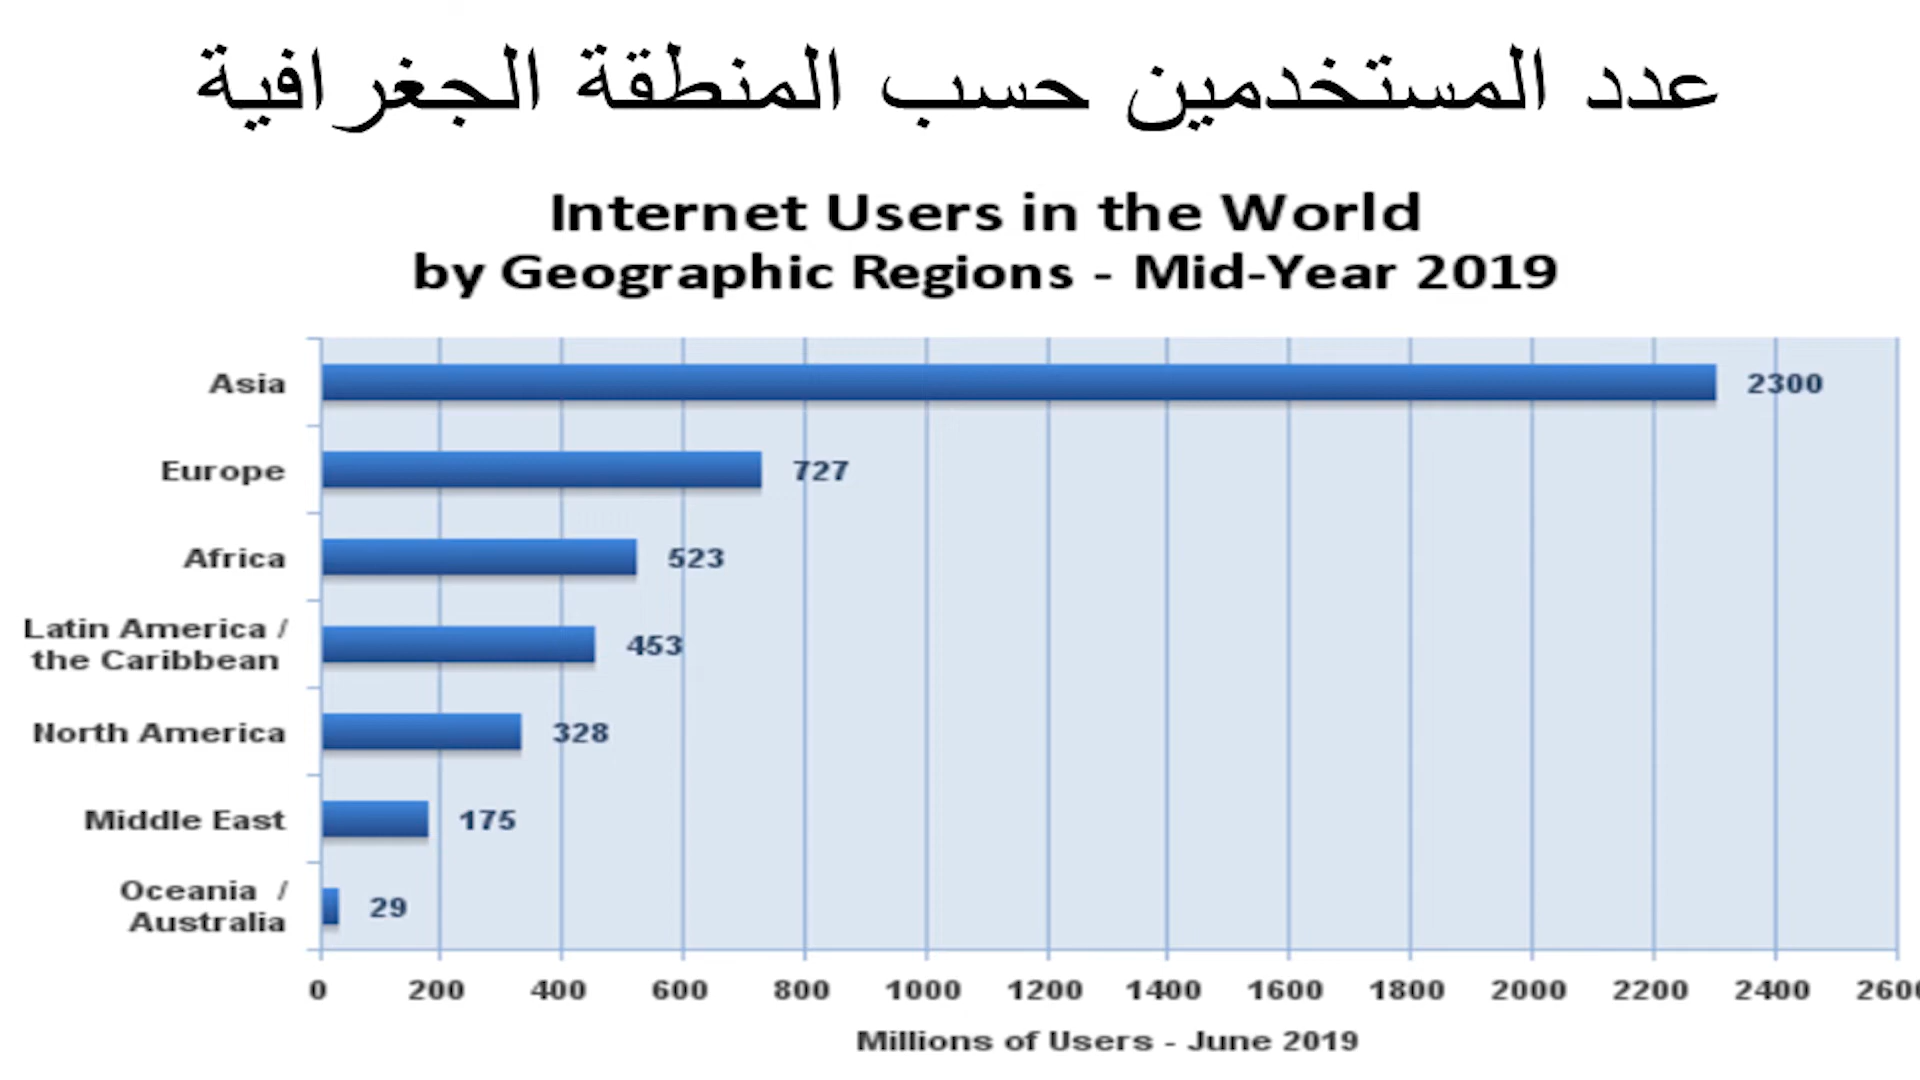 عدد المستخدمين حسب المنطقة الجغرافية
Internet Users in the World
by Geographic Regions - Mid-Year 2019
Asia 2300
Europe 727
Africa 523
Latin America /
the Caribbean 453
North America 328
Middle East 175
Oceania /
Australia 29
0 200 400 600 800 1000 1200 1400 1600 1800 2000 2200 2400 2600
Millions of Users - June 2019